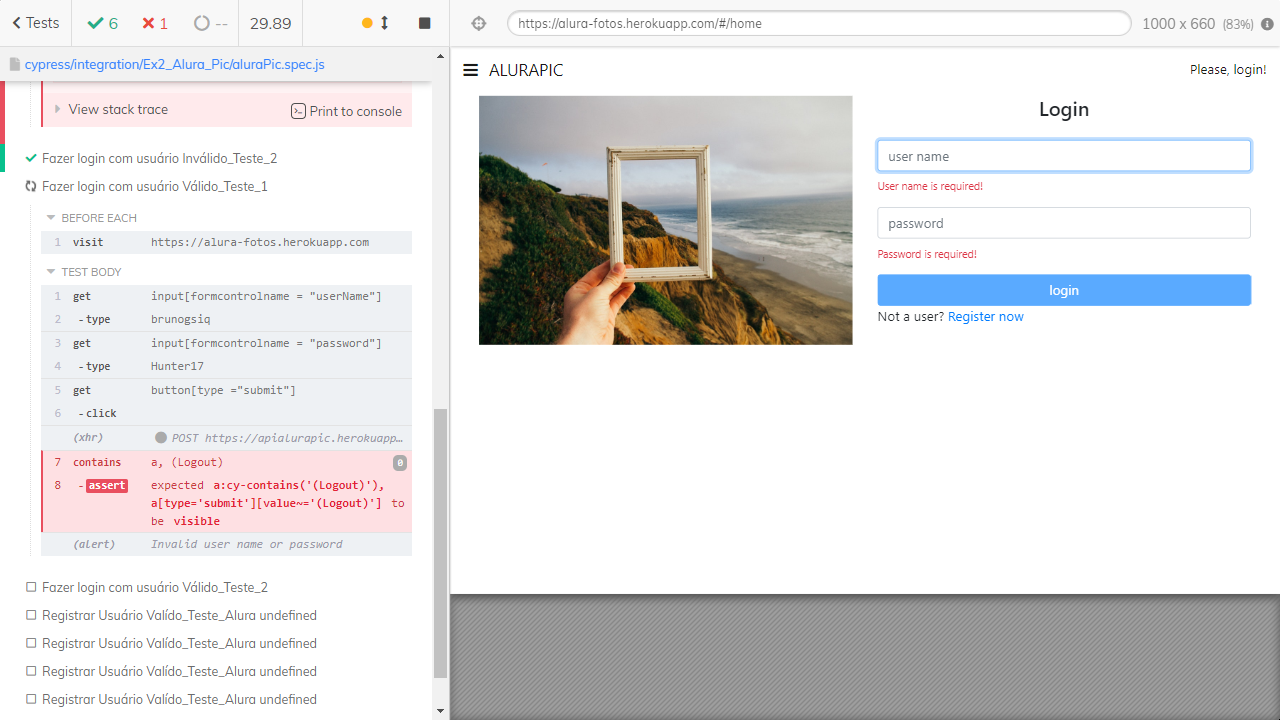 Tests
6
1
--
29.89
https://alura-fotos.herokuapp.com/#/home
1000 x 660 (83%)
cypress/integration/Ex2_Alura_Pic/aluraPic.spec.js
View stack trace
Print to console
Fazer login com usuário Inválido_Teste_2
Fazer login com usuário Válido_Teste_1
BEFORE EACH
1 visit https://alura-fotos.herokuapp.com
TEST BODY
1 get input[formcontrolname = "userName"]
2 -type brunogsiq
3 get input[formcontrolname = "password"]
4 -type Hunter17
5 get button[type ="submit"]
6 -click
(xhr) POST https://apialurapic.herokuapp…
7 contains a, (Logout) 0
8 -assert expected a:cy-contains('(Logout)'),
a[type='submit'][value~='(Logout)'] to
be visible
(alert) Invalid user name or password
Fazer login com usuário Válido_Teste_2
Registrar Usuário Valído_Teste_Alura undefined
Registrar Usuário Valído_Teste_Alura undefined
Registrar Usuário Valído_Teste_Alura undefined
Registrar Usuário Valído_Teste_Alura undefined
ALURAPIC
Please, login!
Login
user name
User name is required!
password
Password is required!
login
Not a user? Register now